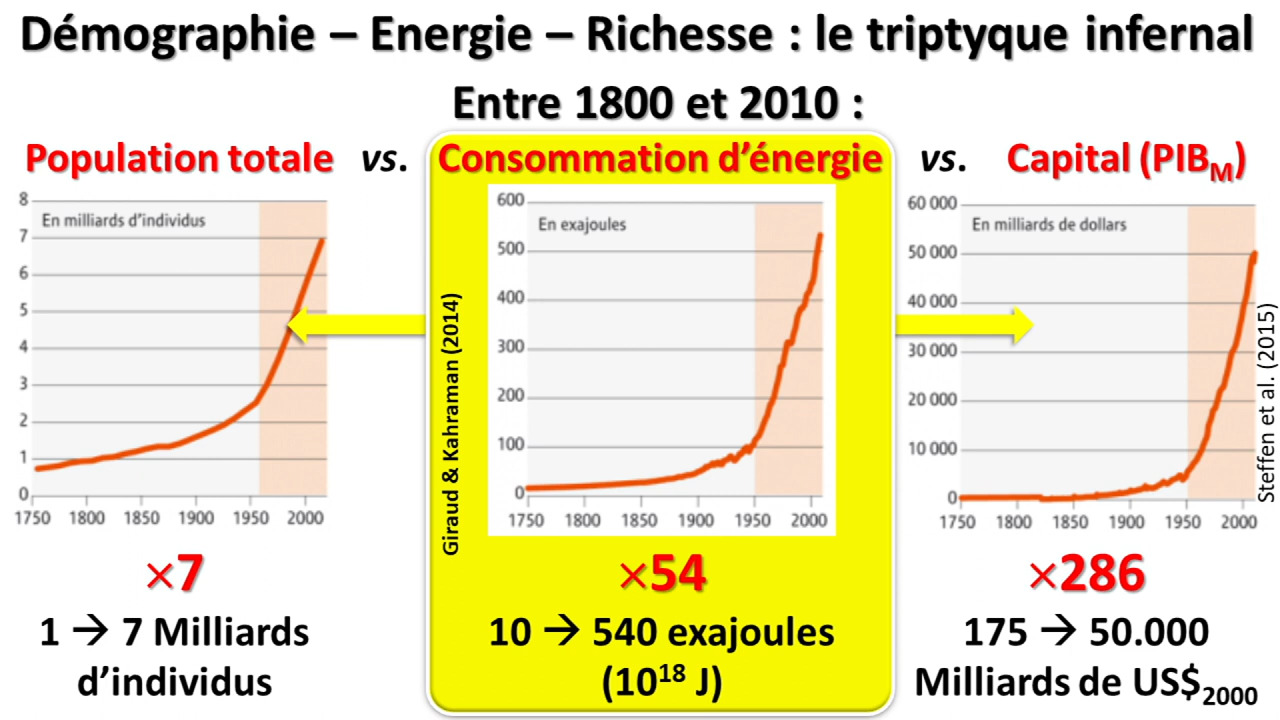 Démographie – Energie – Richesse : le triptyque infernal
Entre 1800 et 2010 :
Population totale vs. Consommation d'énergie vs. Capital (PIB_M)
En milliards d'individus
8
7
6
5
4
3
2
1
0
1750 1800 1850 1900 1950 2000
Giraud & Kahraman (2014)
En exajoules
600
500
400
300
200
100
0
1750 1800 1850 1900 1950 2000
En milliards de dollars
60 000
50 000
40 000
30 000
20 000
10 000
0
1750 1800 1850 1900 1950 2000
Steffen et al. (2015)
×7
1 → 7 Milliards
d'individus
×54
10 → 540 exajoules
(10^18 J)
×286
175 → 50.000
Milliards de US$_2000